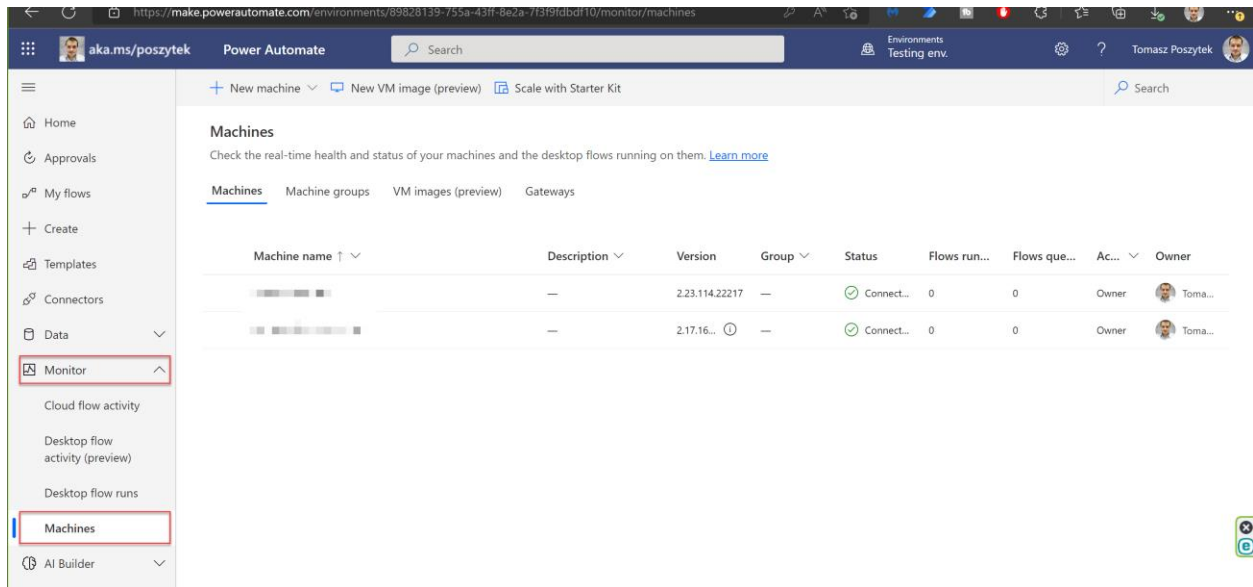 https://make.powerautomate.com/environments/89828139-755a-43ff-8e2a-7f3f9fdbdf10/monitor/machines
aka.ms/poszytek Power Automate Search Environments Testing env. ? Tomasz Poszytek
New machine New VM image (preview) Scale with Starter Kit Search
Home
Machines
Approvals
Check the real-time health and status of your machines and the desktop flows running on them. Learn more
My flows
Machines Machine groups VM images (preview) Gateways
Create
Templates
Machine name ↑ Description Version Group Status Flows run... Flows que... Ac... Owner
Connectors
— 2.23.114.22217 — Connect... 0 0 Owner Toma...
Data
— 2.17.16... — Connect... 0 0 Owner Toma...
Monitor
Cloud flow activity
Desktop flow
activity (preview)
Desktop flow runs
Machines
AI Builder